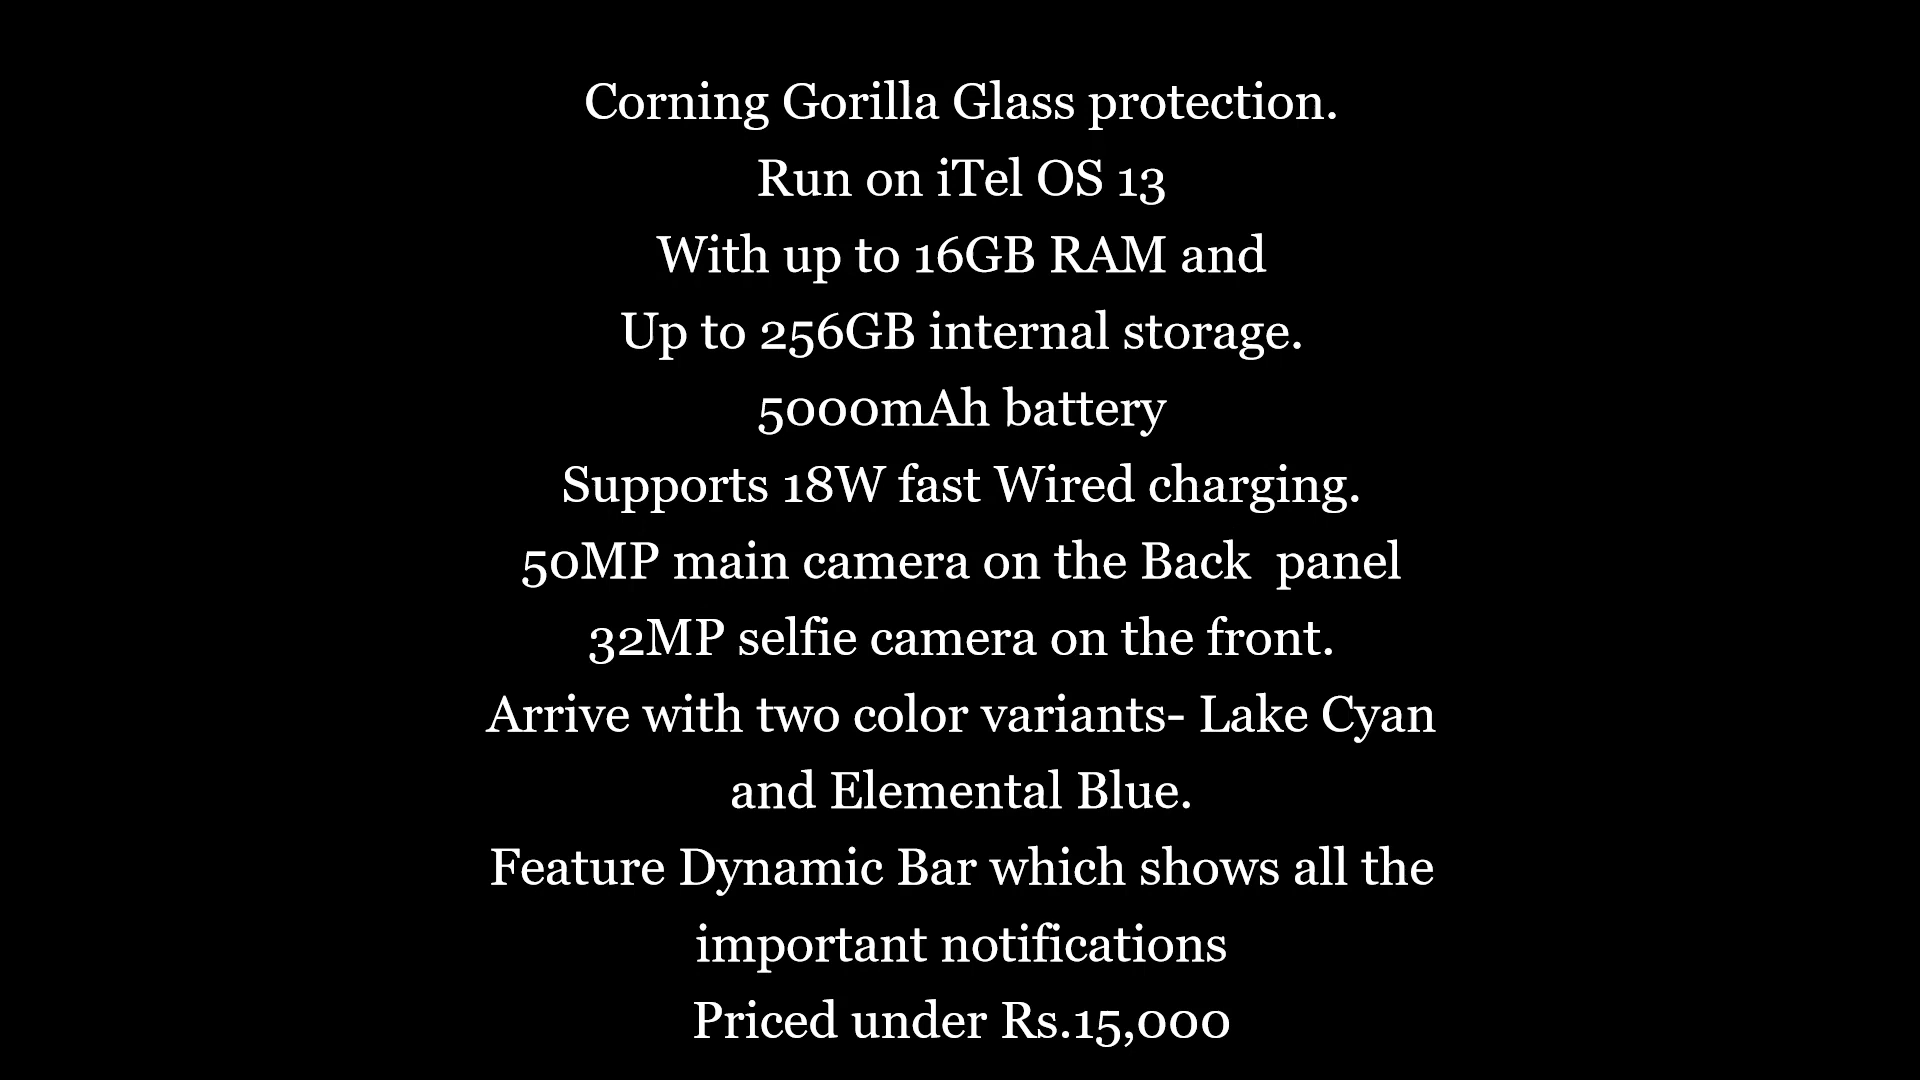 Corning Gorilla Glass protection.
Run on iTel OS 13
With up to 16GB RAM and
Up to 256GB internal storage.
5000mAh battery
Supports 18W fast Wired charging.
50MP main camera on the Back  panel
32MP selfie camera on the front.
Arrive with two color variants- Lake Cyan
and Elemental Blue.
Feature Dynamic Bar which shows all the
important notifications
Priced under Rs.15,000